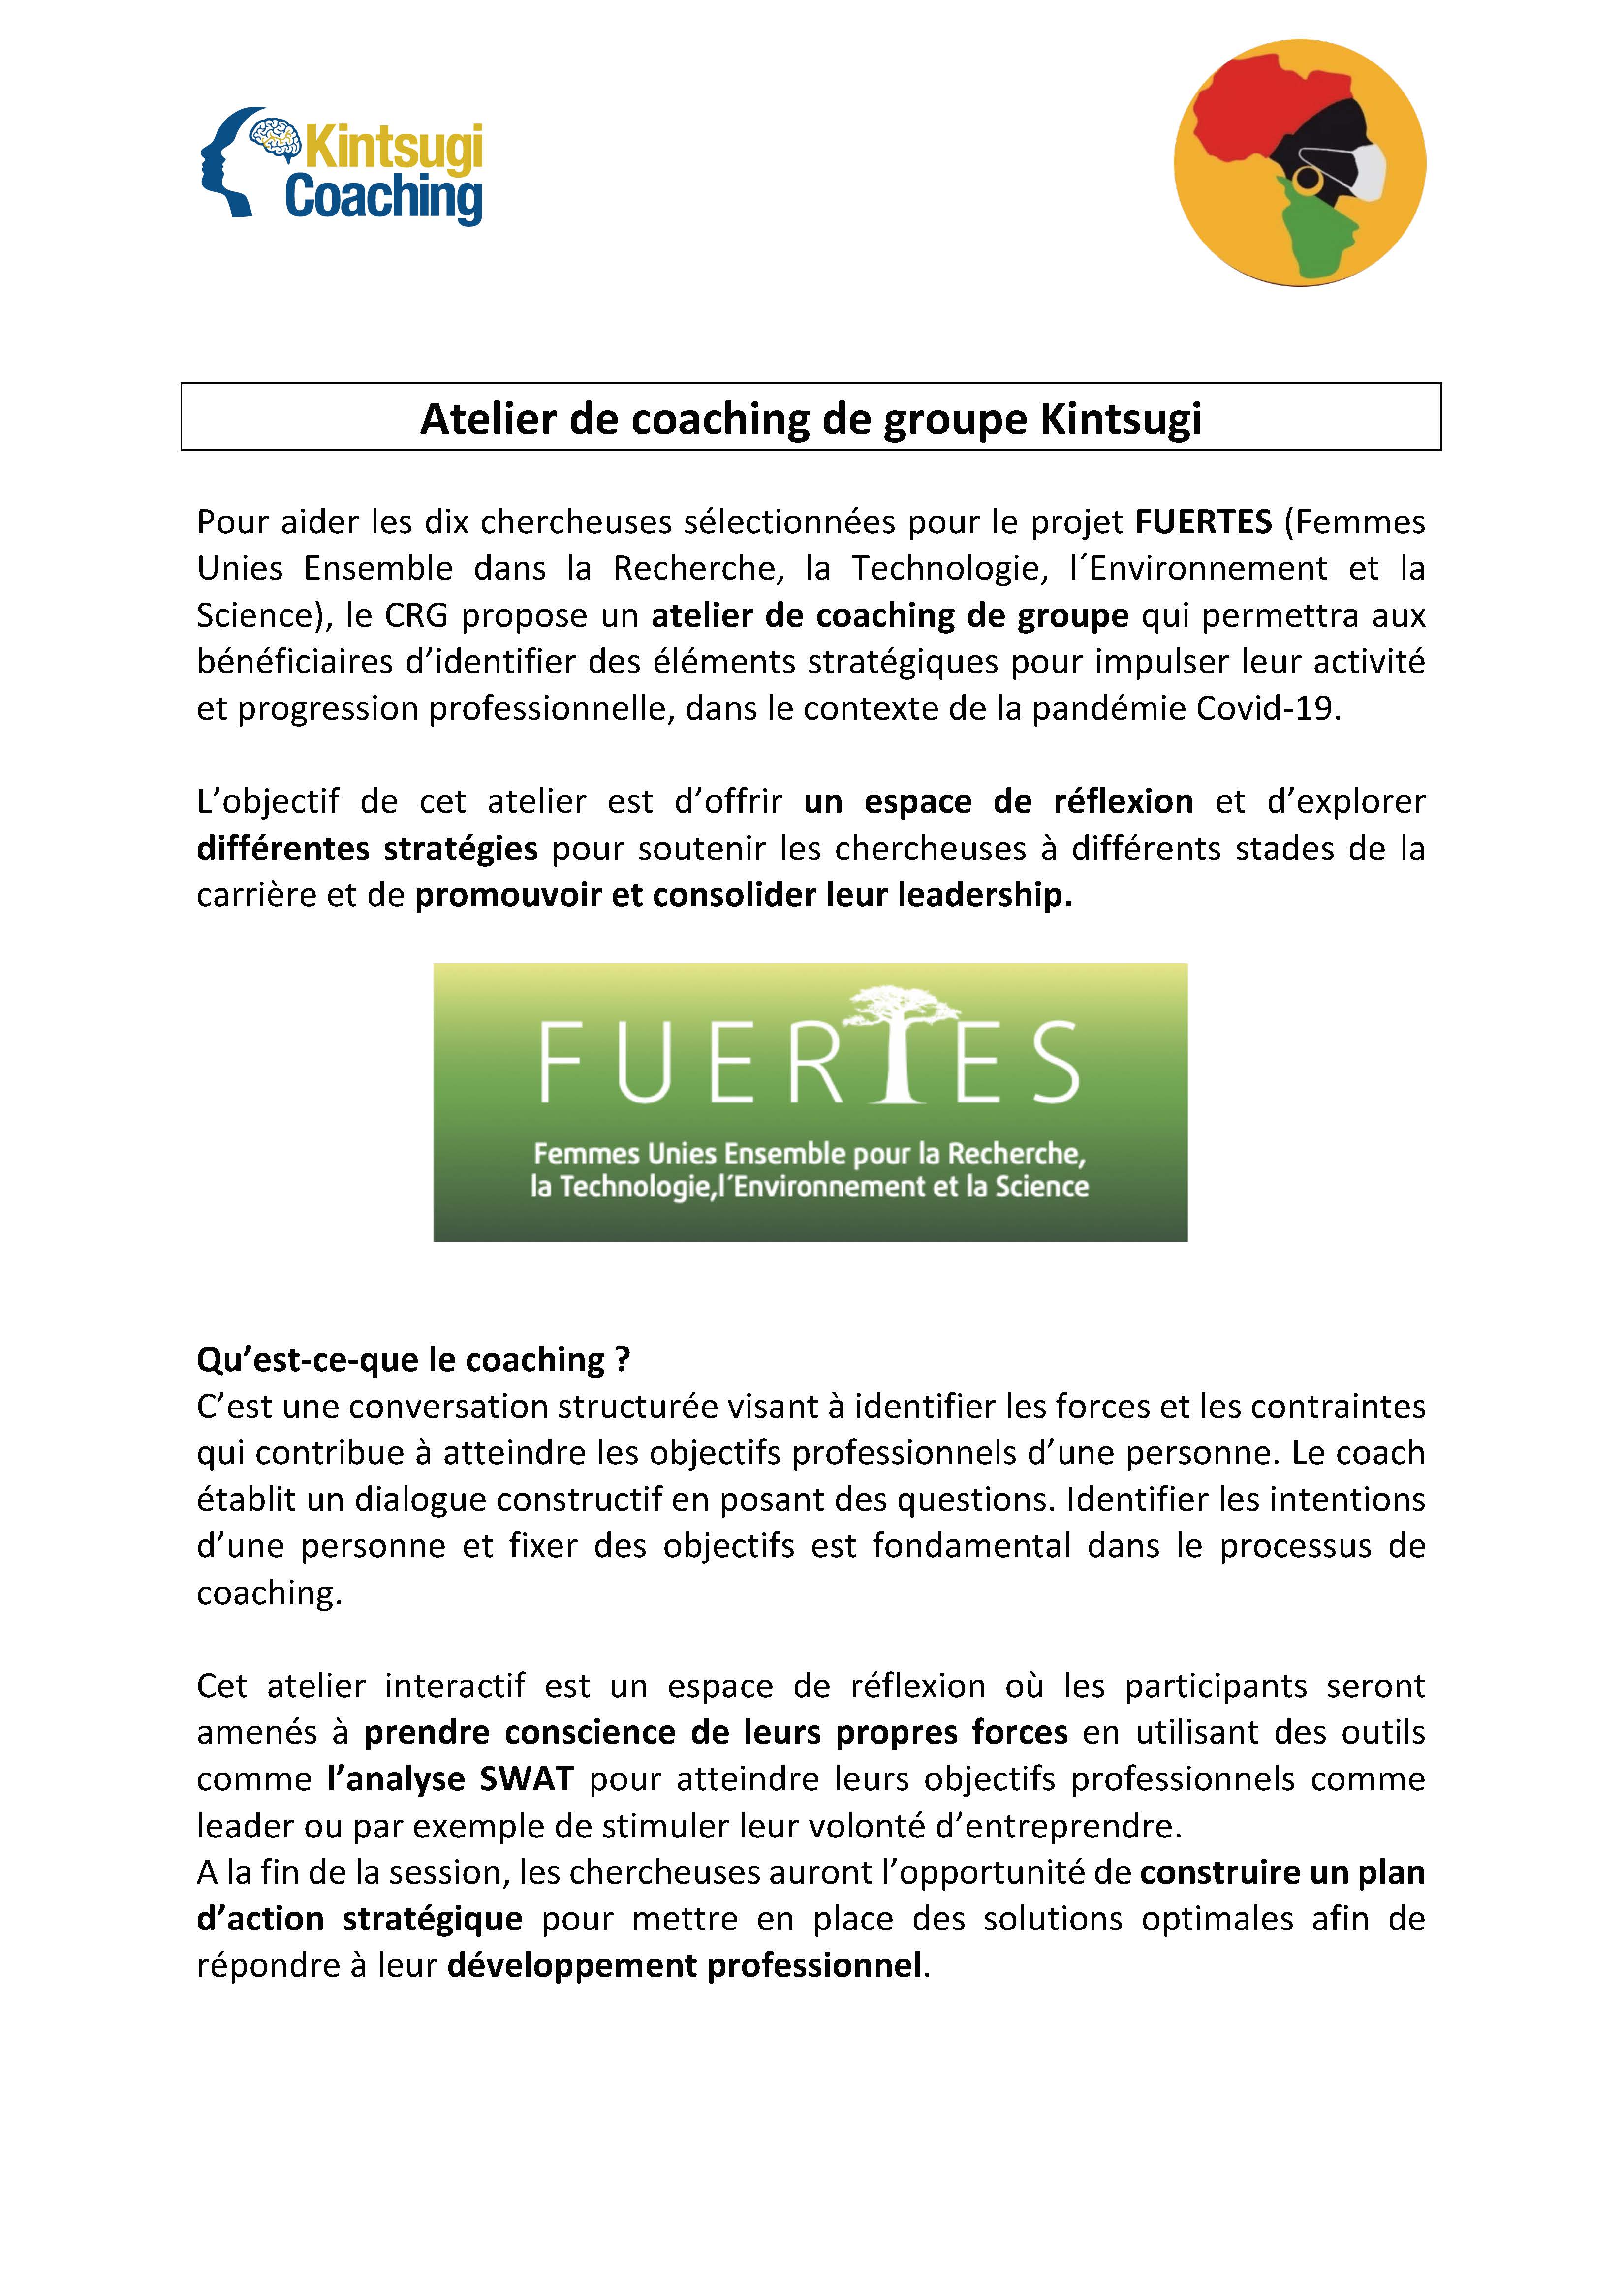 Kintsugi
Coaching
Atelier de coaching de groupe Kintsugi
Pour aider les dix chercheuses sélectionnées pour le projet FUERTES (Femmes
Unies Ensemble dans la Recherche, la Technologie, l´Environnement et la
Science), le CRG propose un atelier de coaching de groupe qui permettra aux
bénéficiaires d’identifier des éléments stratégiques pour impulser leur activité
et progression professionnelle, dans le contexte de la pandémie Covid-19.
L’objectif de cet atelier est d’offrir un espace de réflexion et d’explorer
différentes stratégies pour soutenir les chercheuses à différents stades de la
carrière et de promouvoir et consolider leur leadership.
FUERTES
Femmes Unies Ensemble pour la Recherche,
la Technologie,l´Environnement et la Science
Qu’est-ce-que le coaching ?
C’est une conversation structurée visant à identifier les forces et les contraintes
qui contribue à atteindre les objectifs professionnels d’une personne. Le coach
établit un dialogue constructif en posant des questions. Identifier les intentions
d’une personne et fixer des objectifs est fondamental dans le processus de
coaching.
Cet atelier interactif est un espace de réflexion où les participants seront
amenés à prendre conscience de leurs propres forces en utilisant des outils
comme l’analyse SWAT pour atteindre leurs objectifs professionnels comme
leader ou par exemple de stimuler leur volonté d’entreprendre.
A la fin de la session, les chercheuses auront l’opportunité de construire un plan
d’action stratégique pour mettre en place des solutions optimales afin de
répondre à leur développement professionnel.